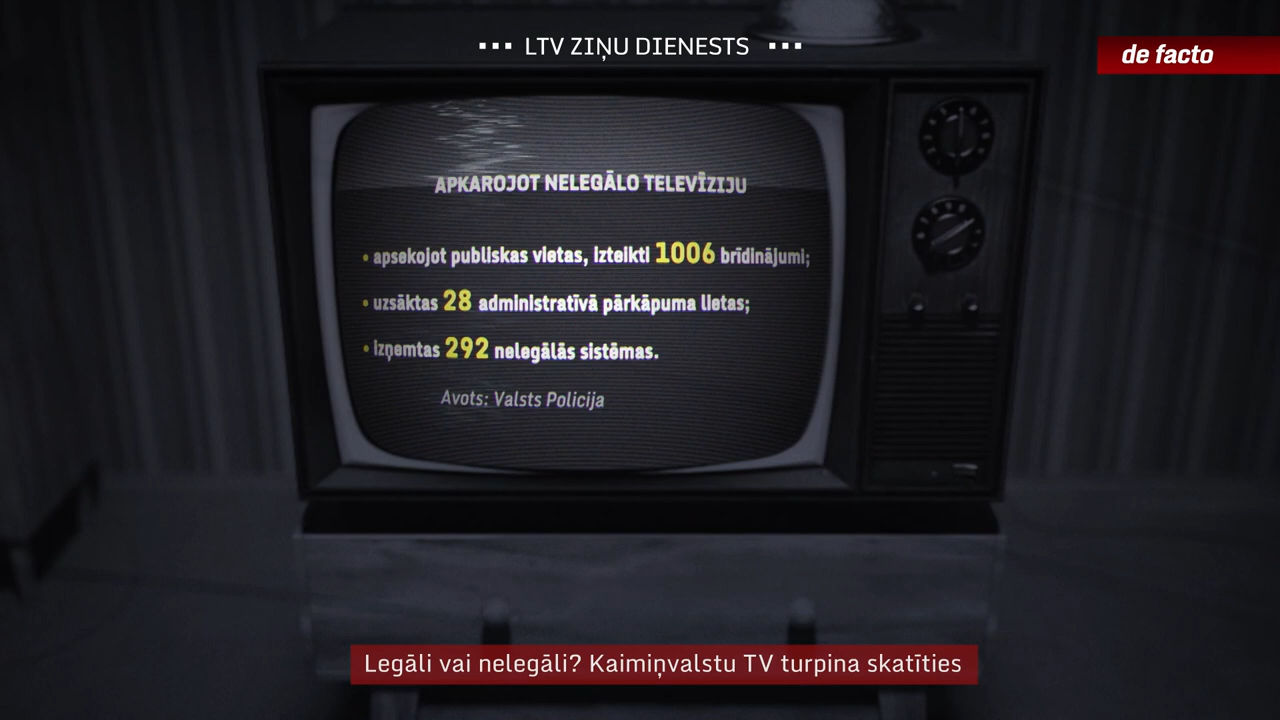 LTV ZIŅU DIENESTS
de facto
APKAROJOT NELEGĀLO TELEVĪZIJU
• apsekojot publiskas vietas, izteikti 1006 brīdinājumi;
• uzsāktas 28 administratīvā pārkāpuma lietas;
• izņemtas 292 nelegālās sistēmas.
Avots: Valsts Policija
Legāli vai nelegāli? Kaimiņvalstu TV turpina skatīties